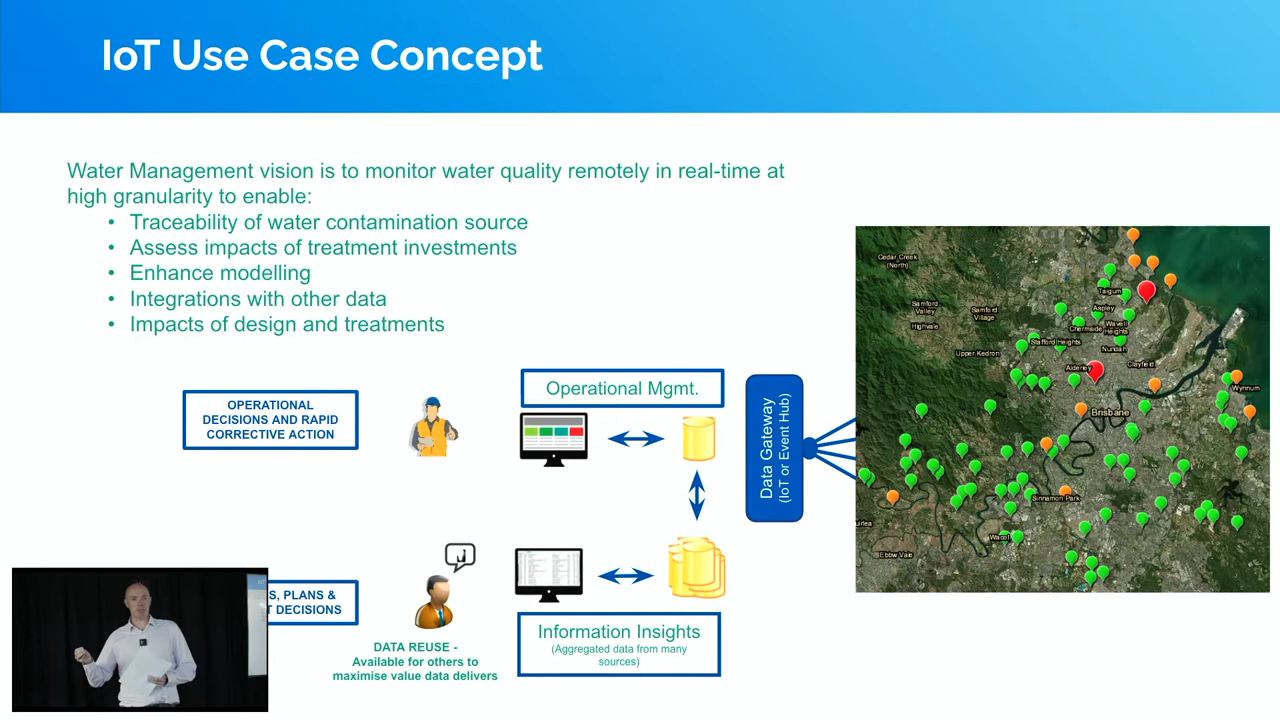 IoT Use Case Concept
Water Management vision is to monitor water quality remotely in real-time at
high granularity to enable:
• Traceability of water contamination source
• Assess impacts of treatment investments
• Enhance modelling
• Integrations with other data
• Impacts of design and treatments
OPERATIONAL
DECISIONS AND RAPID
CORRECTIVE ACTION
Operational Mgmt.
Data Gateway
(IoT or Event Hub)
S, PLANS &
T DECISIONS
DATA REUSE -
Available for others to
maximise value data delivers
Information Insights
(Aggregated data from many
sources)
Cedar Creek
(North)
Samford
Valley
Highvale
Samford
Village
Upper Kedron
Taigum
Aspley
Chermside
Wavell
Heights
Stafford Heights
Nundah
Alderley
Clayfield
Wynnum
Brisbane
Sinnamon Park
Wacol
Ebbw Vale